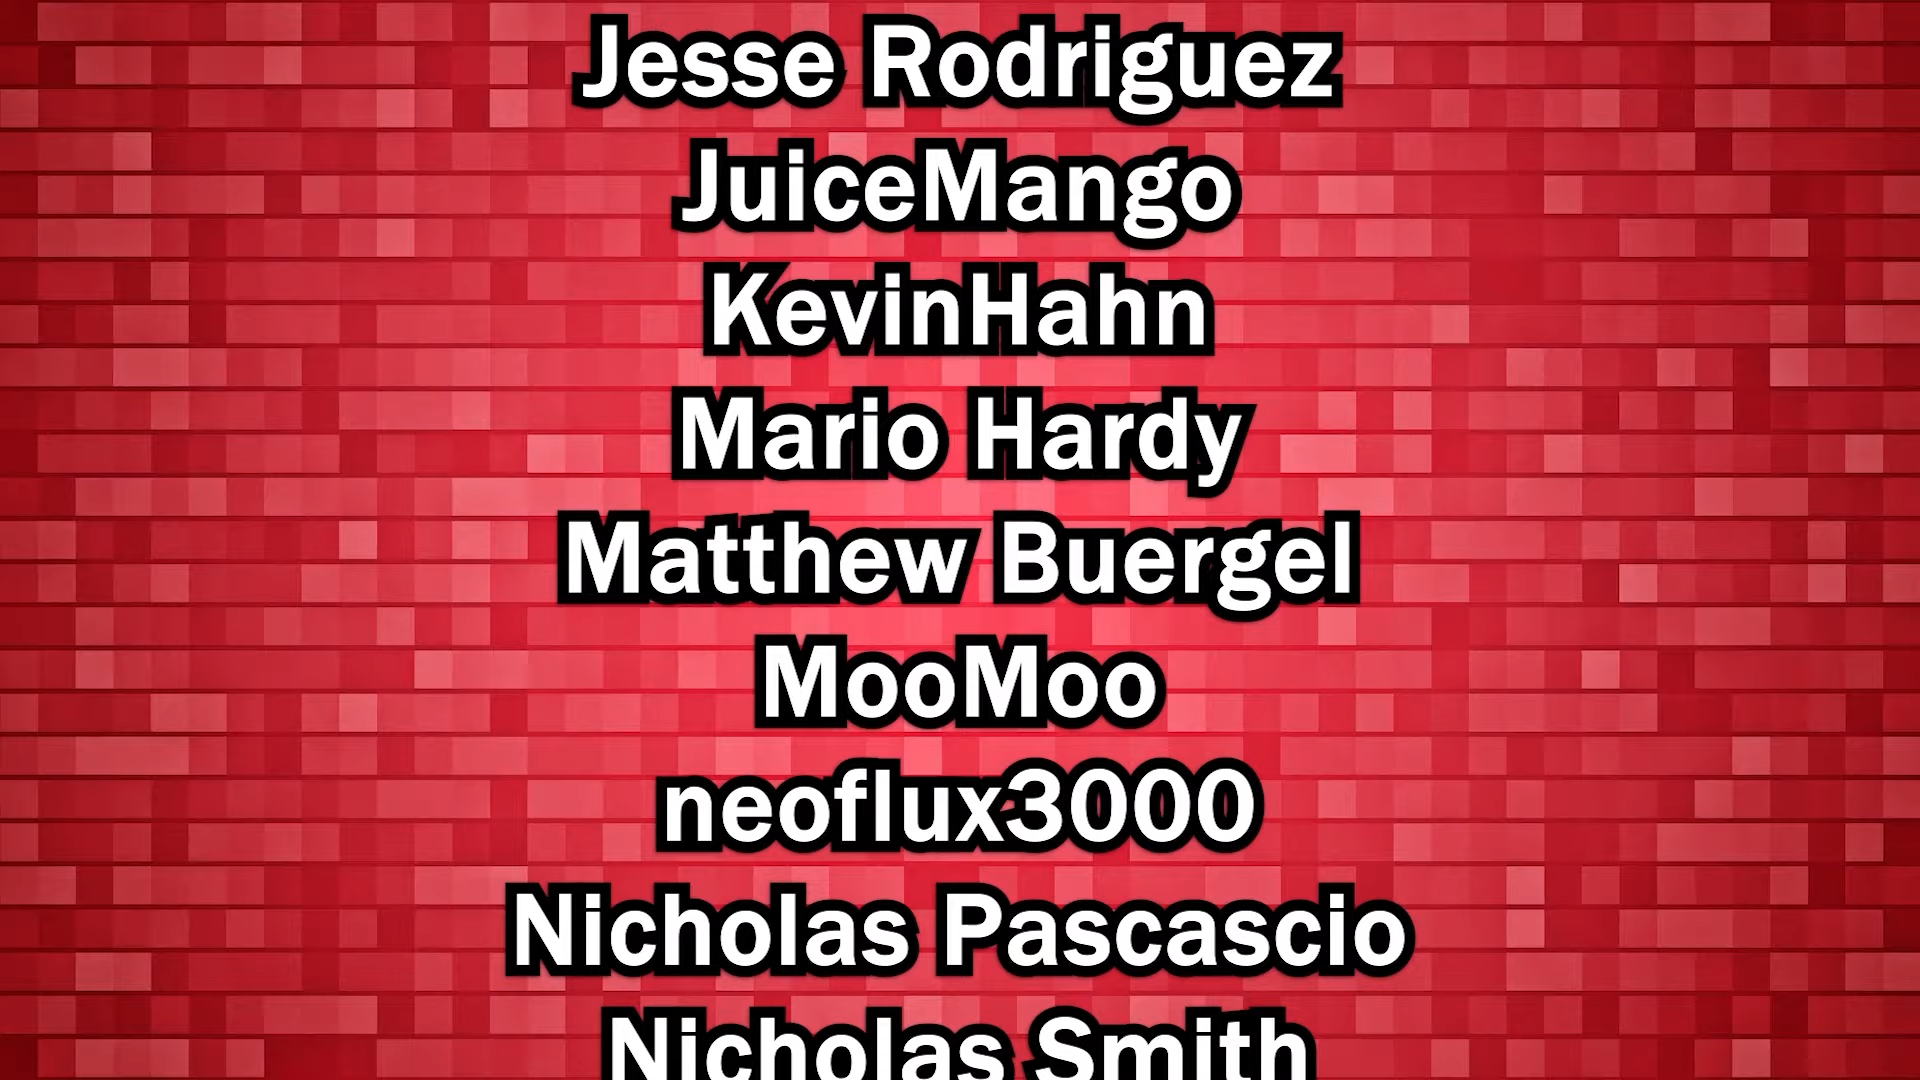 Jesse Rodriguez
JuiceMango
KevinHahn
Mario Hardy
Matthew Buergel
MooMoo
neoflux3000
Nicholas Pascascio
Nicholas Smith